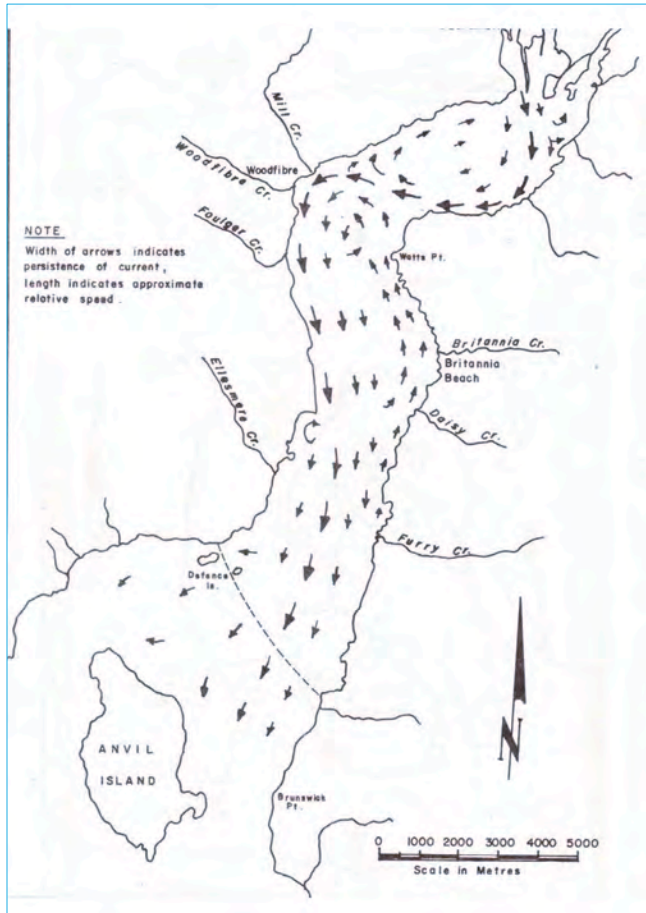 Mill Cr.
Woodfibre
Woodfibre Cr.
Foulger Cr.
NOTE
Width of arrows indicates
persistence of current,
length indicates approximate
relative speed.
Watts Pt.
Britannia Cr.
Britannia
Beach
Ellesmere Cr.
Daisy Cr.
Furry Cr.
Defence
Is.
ANVIL
ISLAND
N
Brunswick
Pt.
0 1000 2000 3000 4000 5000
Scale in Metres